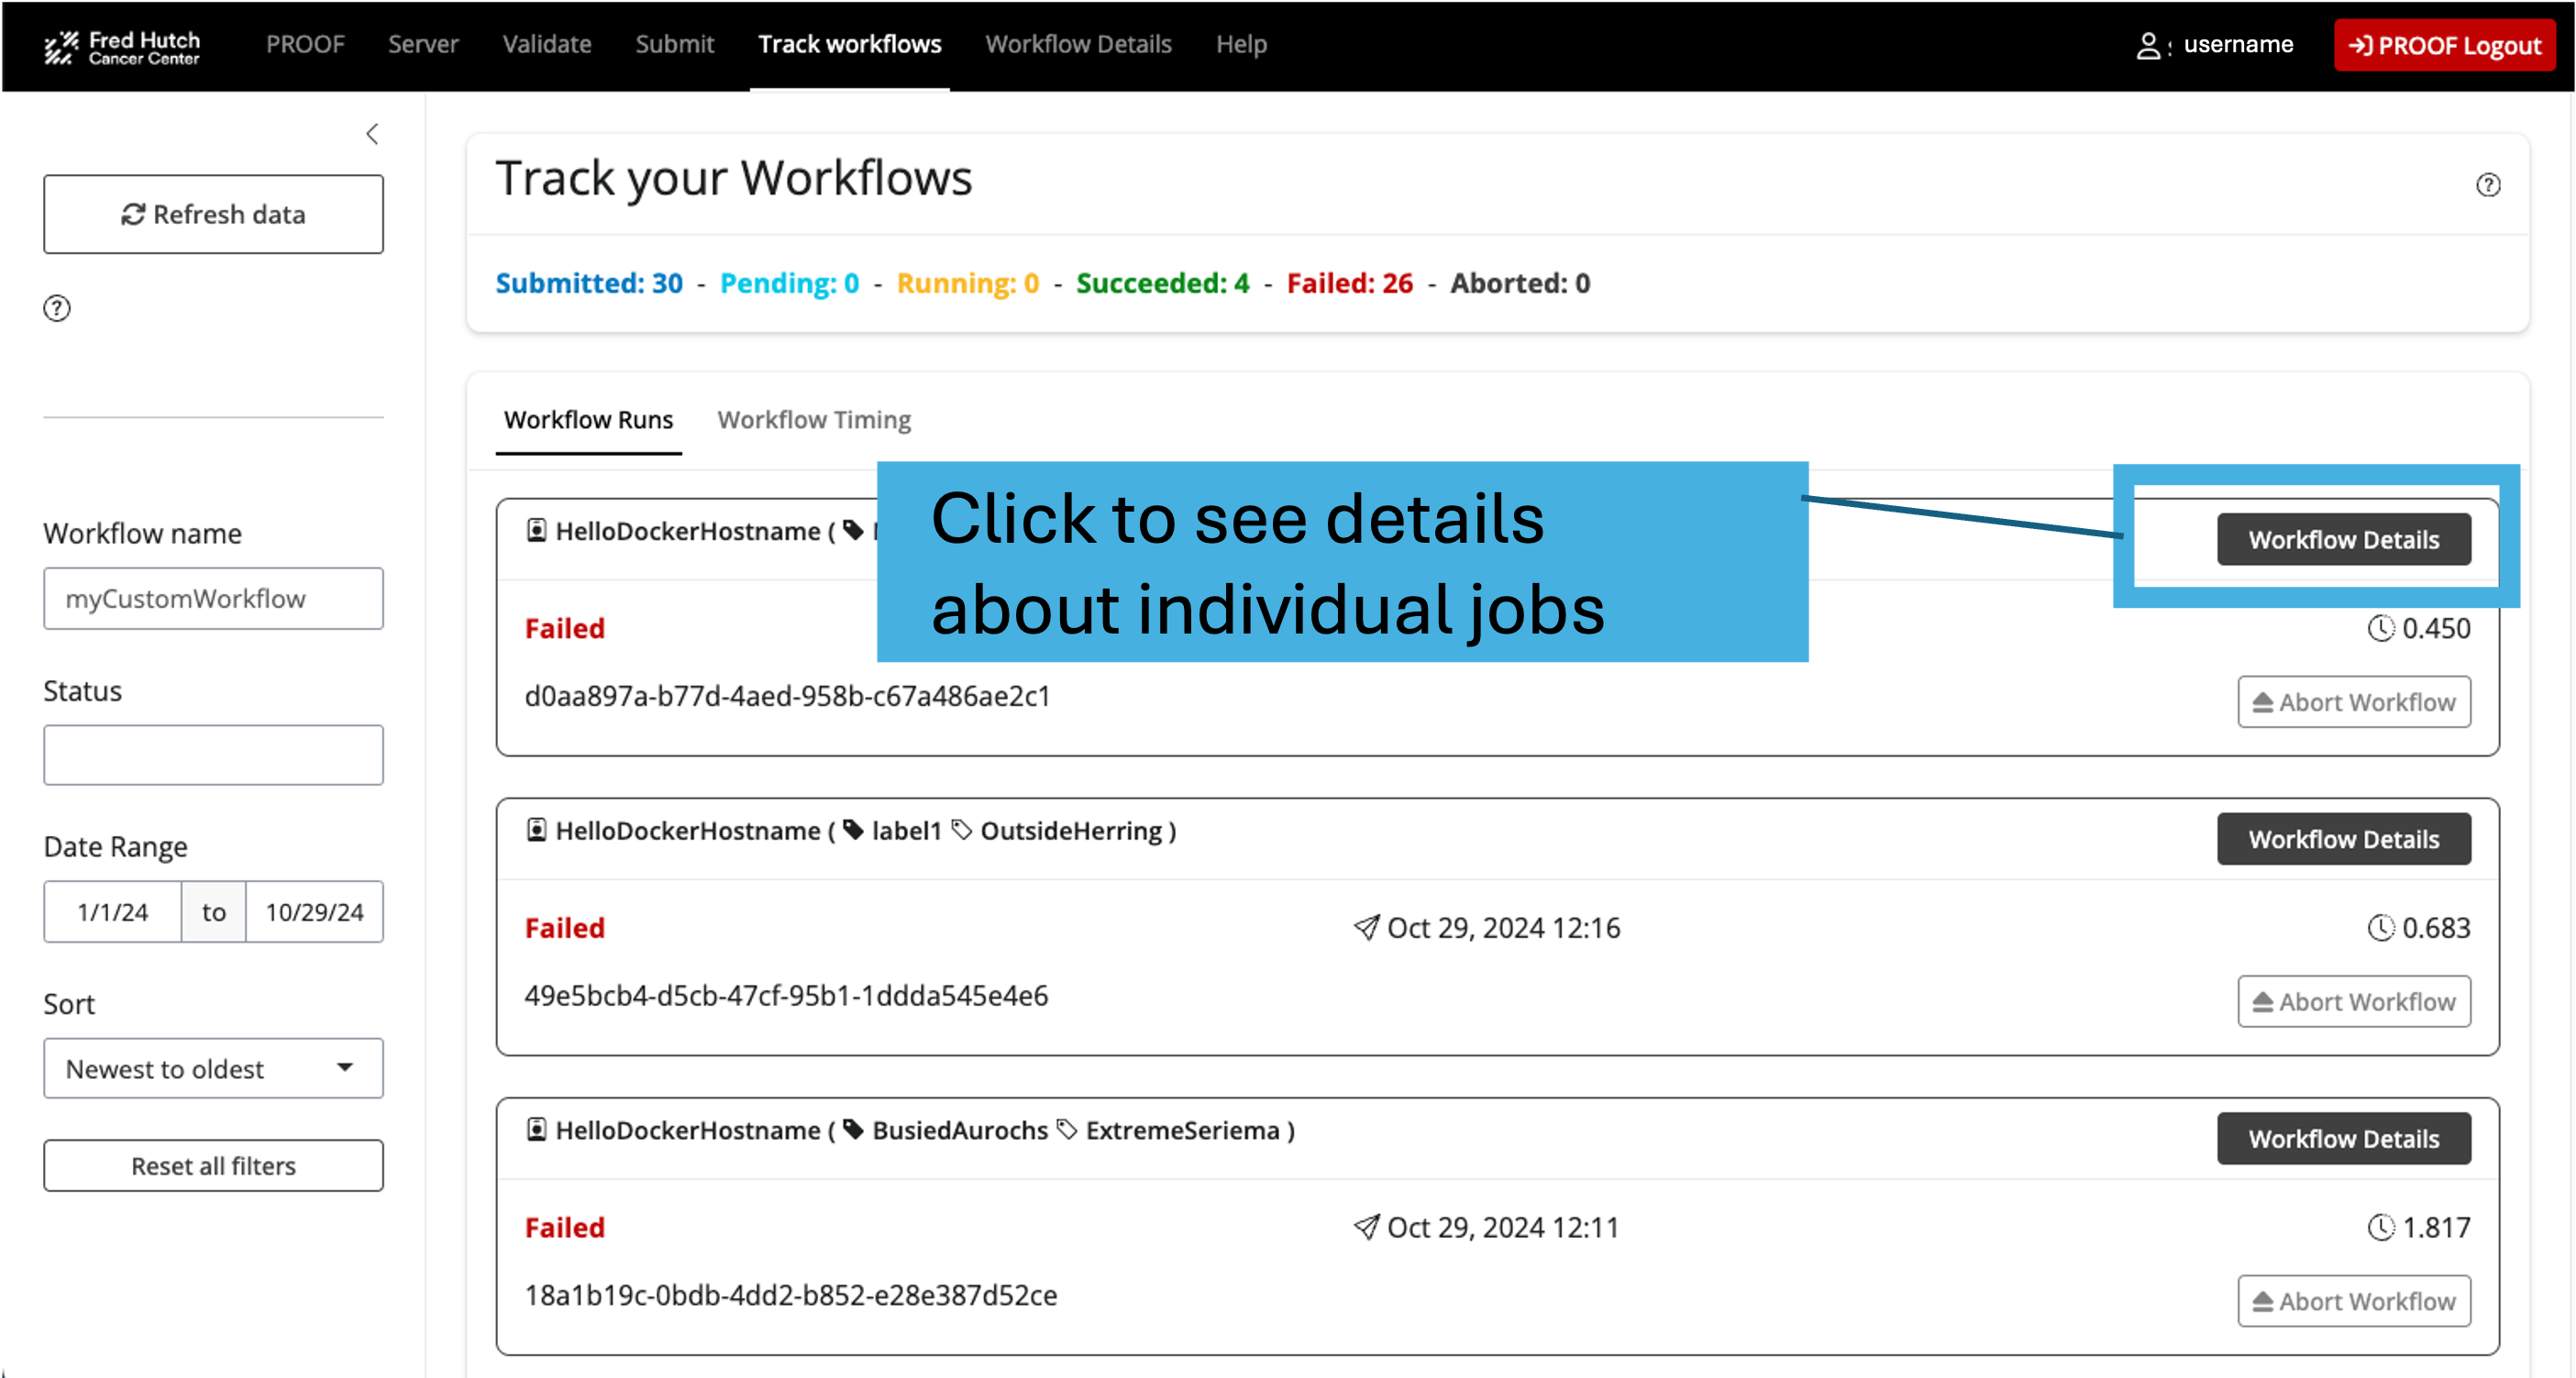 Fred Hutch
Cancer Center
PROOF Server Validate Submit Track workflows Workflow Details Help
username
PROOF Logout
Refresh data
Workflow name
myCustomWorkflow
Status
Date Range
1/1/24 to 10/29/24
Sort
Newest to oldest
Reset all filters
Track your Workflows
Submitted: 30 - Pending: 0 - Running: 0 - Succeeded: 4 - Failed: 26 - Aborted: 0
Workflow Runs Workflow Timing
Click to see details
about individual jobs
HelloDockerHostname (
Workflow Details
Failed
0.450
d0aa897a-b77d-4aed-958b-c67a486ae2c1
Abort Workflow
HelloDockerHostname ( label1 OutsideHerring )
Workflow Details
Failed Oct 29, 2024 12:16 0.683
49e5bcb4-d5cb-47cf-95b1-1ddda545e4e6
Abort Workflow
HelloDockerHostname ( BusiedAurochs ExtremeSeriema )
Workflow Details
Failed Oct 29, 2024 12:11 1.817
18a1b19c-0bdb-4dd2-b852-e28e387d52ce
Abort Workflow